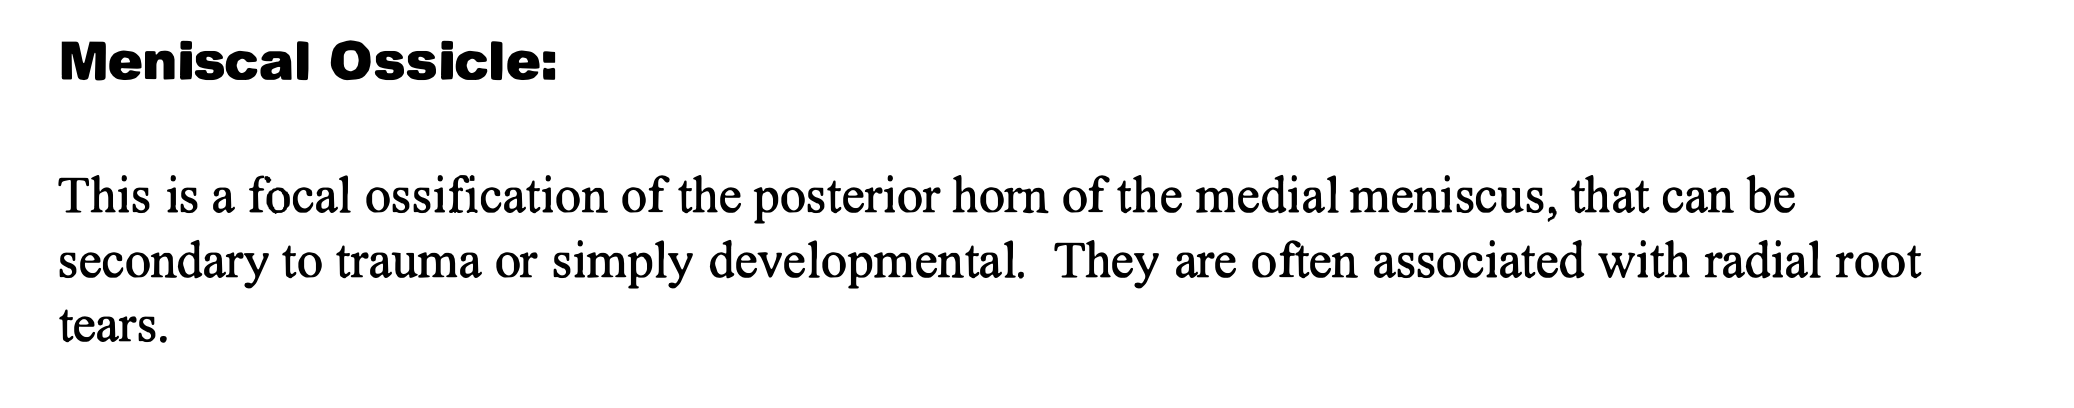 Meniscal Ossicle:
This is a focal ossification of the posterior horn of the medial meniscus, that can be
secondary to trauma or simply developmental.  They are often associated with radial root
tears.